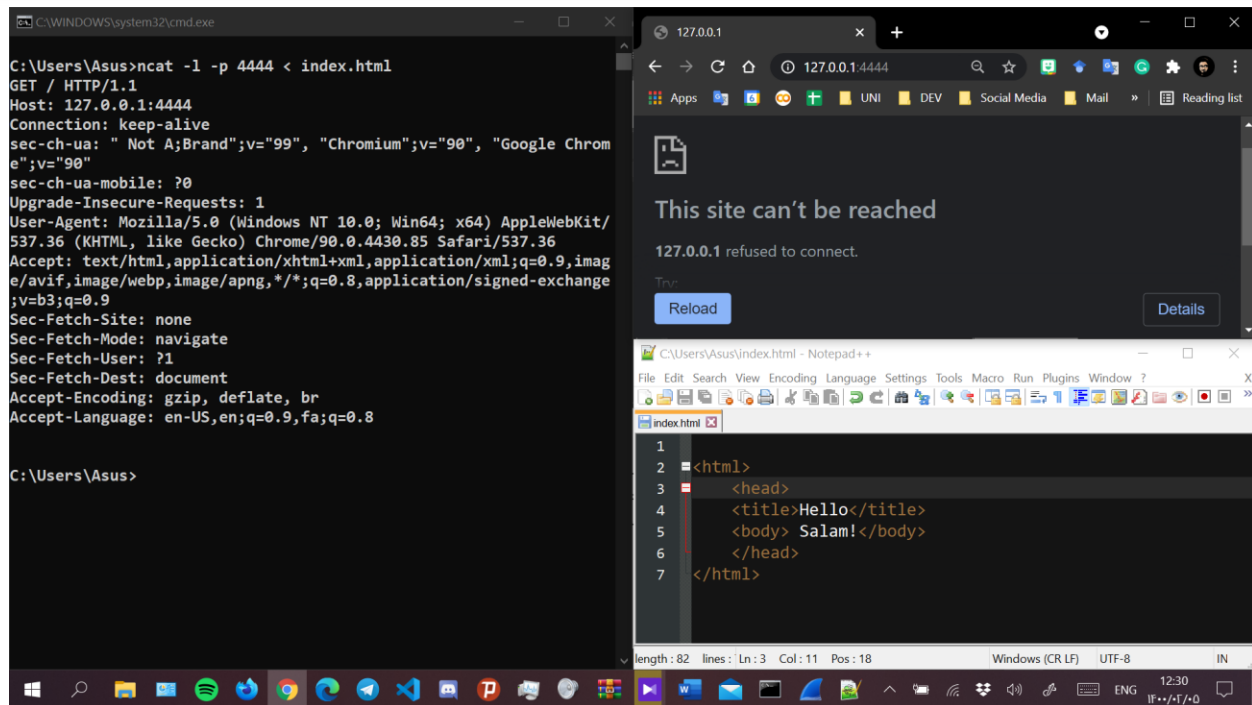 C:\WINDOWS\system32\cmd.exe
C:\Users\Asus>ncat -l -p 4444 < index.html
GET / HTTP/1.1
Host: 127.0.0.1:4444
Connection: keep-alive
sec-ch-ua: " Not A;Brand";v="99", "Chromium";v="90", "Google Chrom
e";v="90"
sec-ch-ua-mobile: ?0
Upgrade-Insecure-Requests: 1
User-Agent: Mozilla/5.0 (Windows NT 10.0; Win64; x64) AppleWebKit/
537.36 (KHTML, like Gecko) Chrome/90.0.4430.85 Safari/537.36
Accept: text/html,application/xhtml+xml,application/xml;q=0.9,imag
e/avif,image/webp,image/apng,*/*;q=0.8,application/signed-exchange
;v=b3;q=0.9
Sec-Fetch-Site: none
Sec-Fetch-Mode: navigate
Sec-Fetch-User: ?1
Sec-Fetch-Dest: document
Accept-Encoding: gzip, deflate, br
Accept-Language: en-US,en;q=0.9,fa;q=0.8
C:\Users\Asus>
127.0.0.1
127.0.0.1:4444
Apps UNI DEV Social Media Mail » Reading list
This site can't be reached
127.0.0.1 refused to connect.
Try:
Reload Details
C:\Users\Asus\index.html - Notepad++
File Edit Search View Encoding Language Settings Tools Macro Run Plugins Window ? X
index.html
1
2 <html>
3 <head>
4 <title>Hello</title>
5 <body> Salam!</body>
6 </head>
7 </html>
length : 82 lines : Ln : 3 Col : 11 Pos : 18 Windows (CR LF) UTF-8 IN
ENG 12:30
۱۴۰۰/۰۲/۰۵